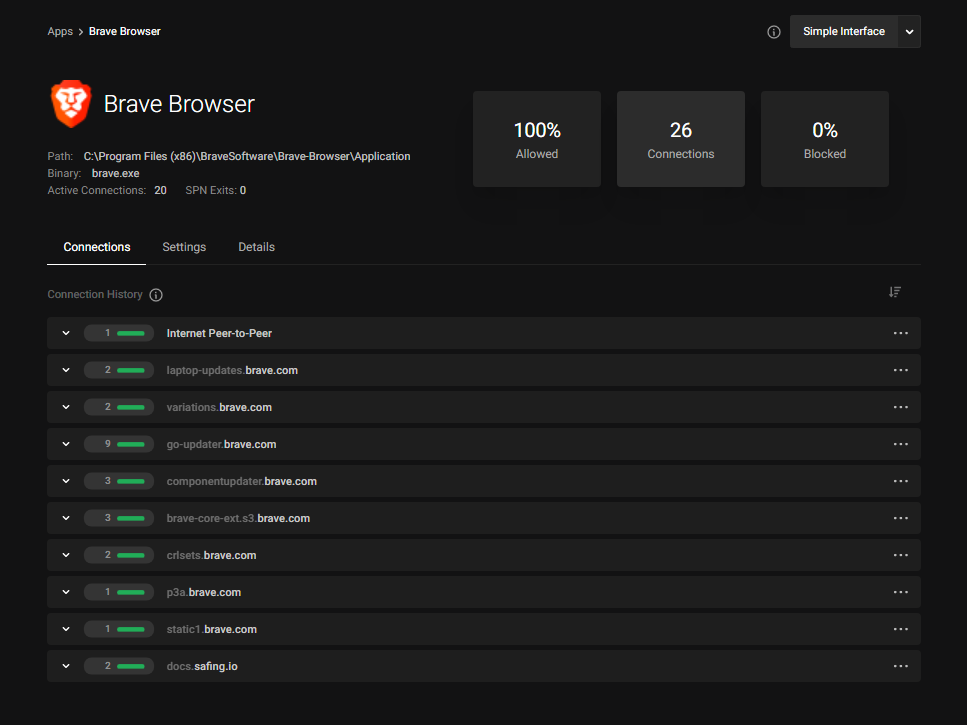 Apps > Brave Browser
Simple Interface
Brave Browser
Path: C:\Program Files (x86)\BraveSoftware\Brave-Browser\Application
Binary: brave.exe
Active Connections: 20 SPN Exits: 0
100%
Allowed
26
Connections
0%
Blocked
Connections Settings Details
Connection History
1 Internet Peer-to-Peer
2 laptop-updates.brave.com
2 variations.brave.com
9 go-updater.brave.com
3 componentupdater.brave.com
3 brave-core-ext.s3.brave.com
2 crlsets.brave.com
1 p3a.brave.com
1 static1.brave.com
2 docs.safing.io